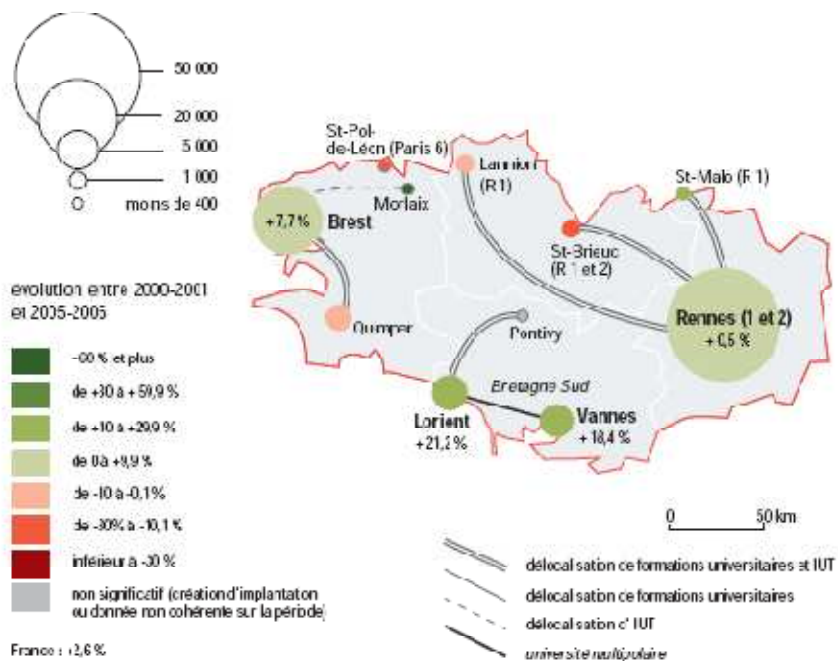 50 000
20 000
5 000
1 000
moins de 400
St-Pol-
de-Léon (Paris 6)
Lannion
(R1)
St-Malo (R 1)
Morlaix
+7,7 %
Brest
St-Brieuc
(R 1 et 2)
évolution entre 2000-2001
et 2005-2006
Quimper
Pontivy
Rennes (1 et 2)
Bretagne Sud
Lorient
+21,2 %
Vannes
+18,4 %
+60 % et plus
de +30 à +59,9 %
de +10 à +29,9 %
de 0 à +9,9 %
de -10 à -0,1 %
de -30% à -10,1 %
inférieur à -30 %
non significatif (création d'implantation
ou donnée non cohérente sur la période)
France :
0 50 km
délocalisation de formations universitaires et IUT
délocalisation de formations universitaires
délocalisation d'IUT
université multipolaire